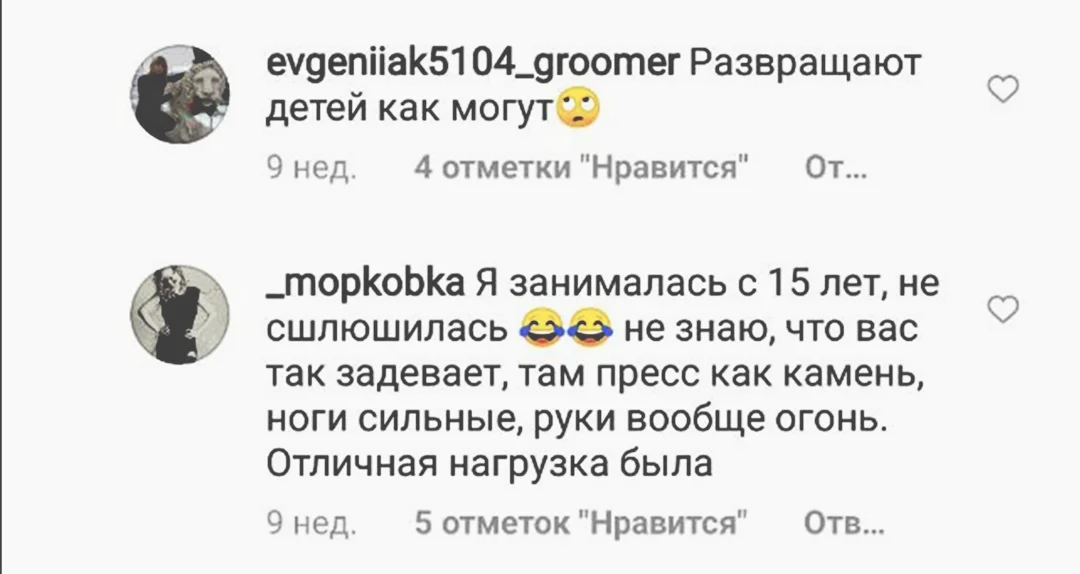 evgeniiak5104_groomer Развращают
детей как могут🙄
9 нед. 4 отметки "Нравится" От...
_mopkobka Я занималась с 15 лет, не
сшлюшилась 😂😂 не знаю, что вас
так задевает, там пресс как камень,
ноги сильные, руки вообще огонь.
Отличная нагрузка была
9 нед. 5 отметок "Нравится" Отв...